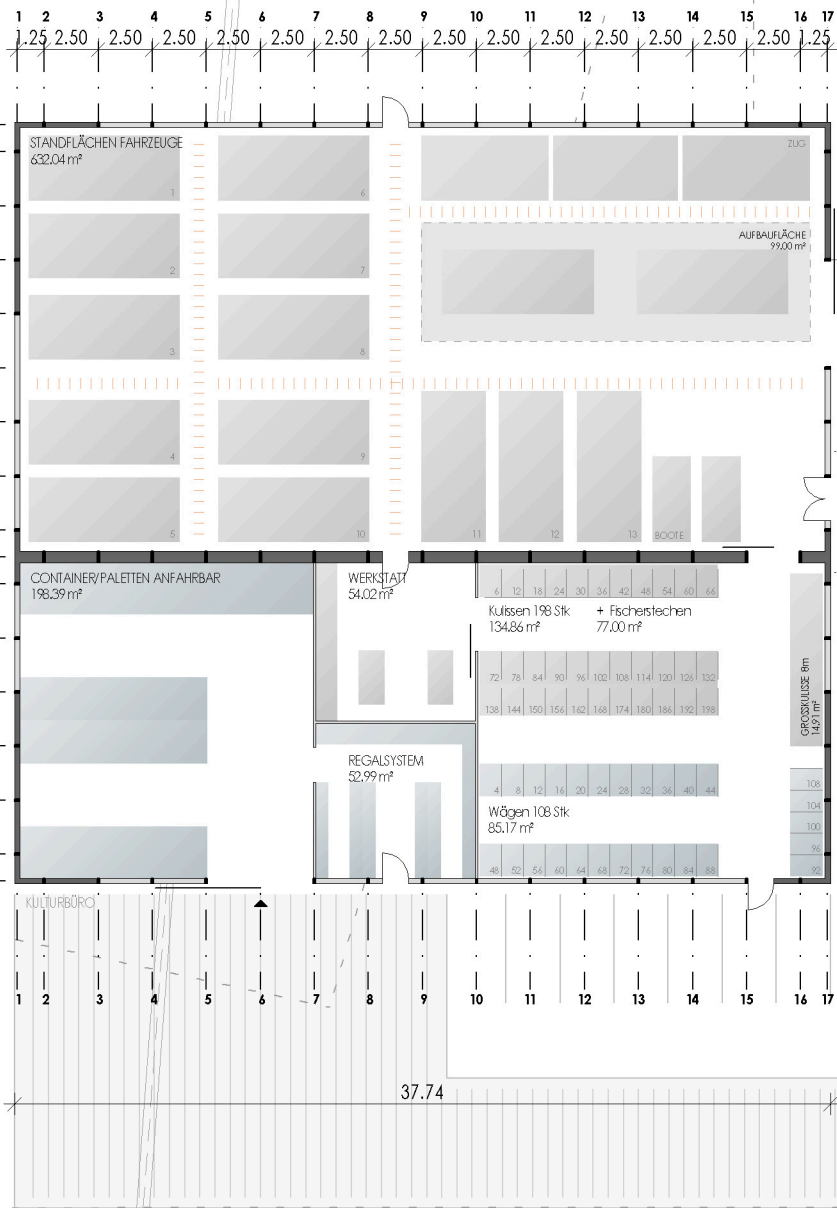 1 2 3 4 5 6 7 8 9 10 11 12 13 14 15 16 17
1.25 2.50 2.50 2.50 2.50 2.50 2.50 2.50 2.50 2.50 2.50 2.50 2.50 2.50 2.50 1.25
STANDFLÄCHEN FAHRZEUGE
632.04 m²
ZUG
1
6
AUFBAUFLÄCHE
99.00 m²
2
7
3
8
4
9
5
10
11
12
13
BOOTE
CONTAINER/PALETTEN ANFAHRBAR
198.39 m²
WERKSTATT
54.02 m²
6 12 18 24 30 36 42 48 54 60 66
Kulissen 198 Stk
134.86 m²
+ Fischerstechen
77.00 m²
72 78 84 90 96 102 108 114 120 126 132
138 144 150 156 162 168 174 180 186 192 198
GROSSKULISSE 8m
14.91 m²
REGALSYSTEM
52.99 m²
4 8 12 16 20 24 28 32 36 40 44
Wägen 108 Stk
85.17 m²
48 52 56 60 64 68 72 76 80 84 88
108
104
100
96
92
KULTURBÜRO
1 2 3 4 5 6 7 8 9 10 11 12 13 14 15 16 17
37.74